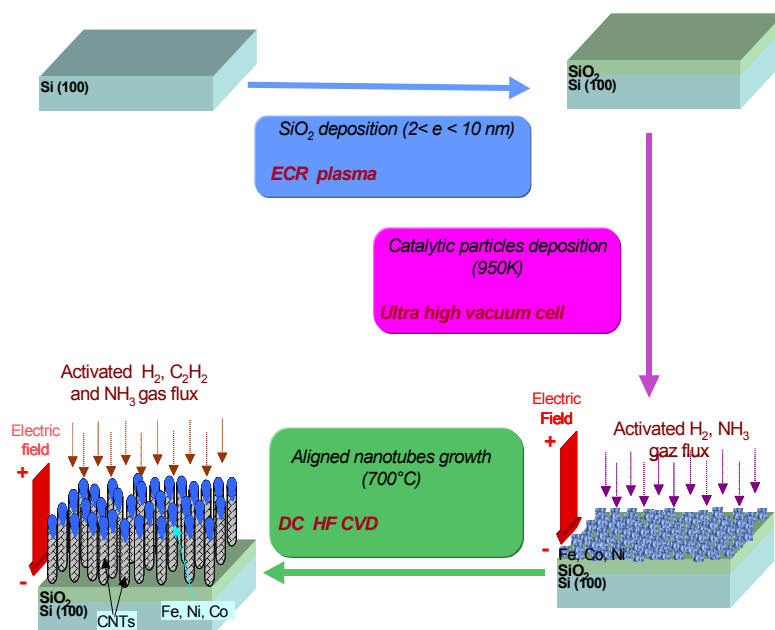 Si (100)
SiO₂
Si (100)
SiO₂ deposition (2< e < 10 nm)
ECR plasma
Catalytic particles deposition
(950K)
Ultra high vacuum cell
Activated H₂, C₂H₂
and NH₃ gas flux
Electric
field
+
-
SiO₂
Si (100)
CNTs
Fe, Ni, Co
Aligned nanotubes growth
(700°C)
DC HF CVD
Electric
Field
+
-
Activated H₂, NH₃
gaz flux
Fe, Co, Ni
SiO₂
Si (100)